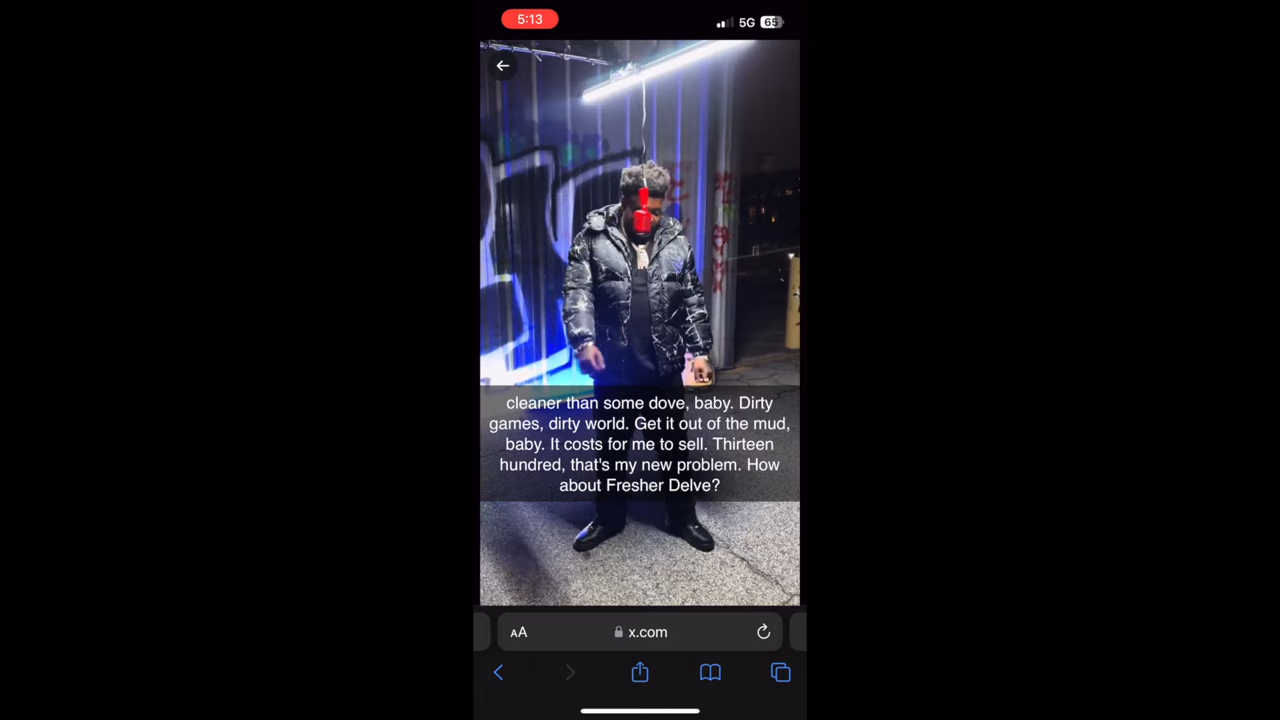 5:13
5G
65
cleaner than some dove, baby. Dirty
games, dirty world. Get it out of the mud,
baby. It costs for me to sell. Thirteen
hundred, that's my new problem. How
about Fresher Delve?
AA
x.com